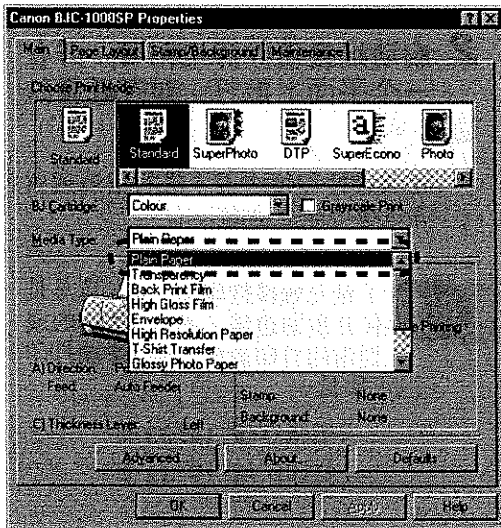 Canon BJC-1000SP Properties
Main Page Layout Stamp/Background Maintenance
Choose Print Mode
Standard
Standard SuperPhoto DTP SuperEcono Photo
BJ Cartridge: Colour Grayscale Print
Media Type: Plain Paper
Plain Paper
Transparency
Back Print Film
High Gloss Film
Envelope
High Resolution Paper
T-Shirt Transfer
Glossy Photo Paper
Printing
A) Direction:
Feed: Auto Feeder
Stamp: None
Background: None
C) Thickness Lever: Left
Advanced About Defaults
OK Cancel Apply Help